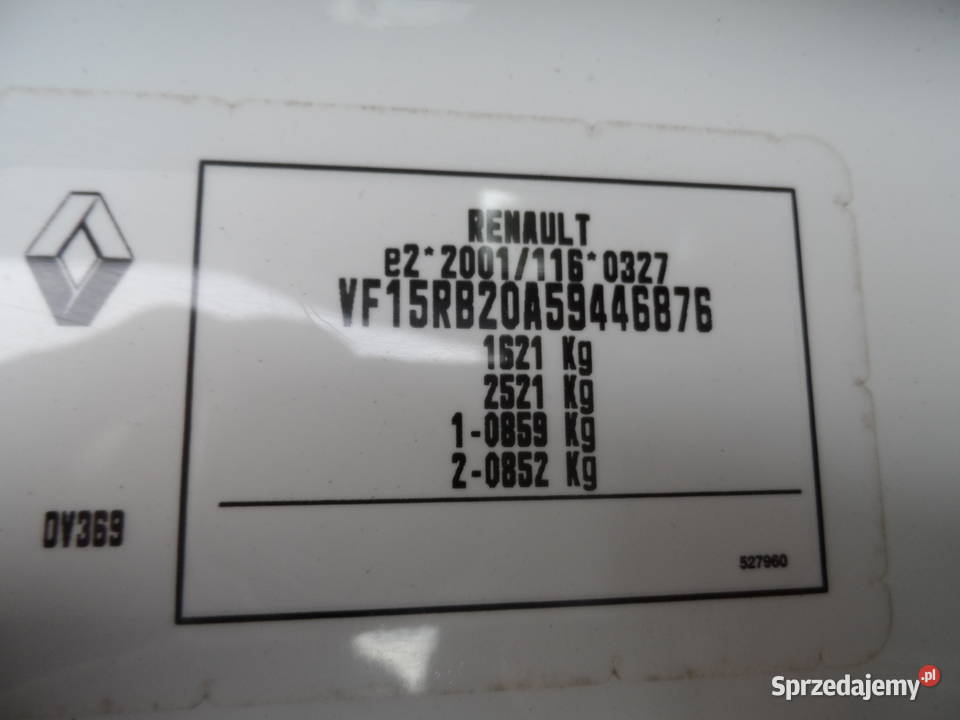 RENAULT
e2*2001/116*0327
VF15RB20A59446876
1621 Kg
2521 Kg
1-0859 Kg
2-0852 Kg
0V369
527960
Sprzedajemy.pl